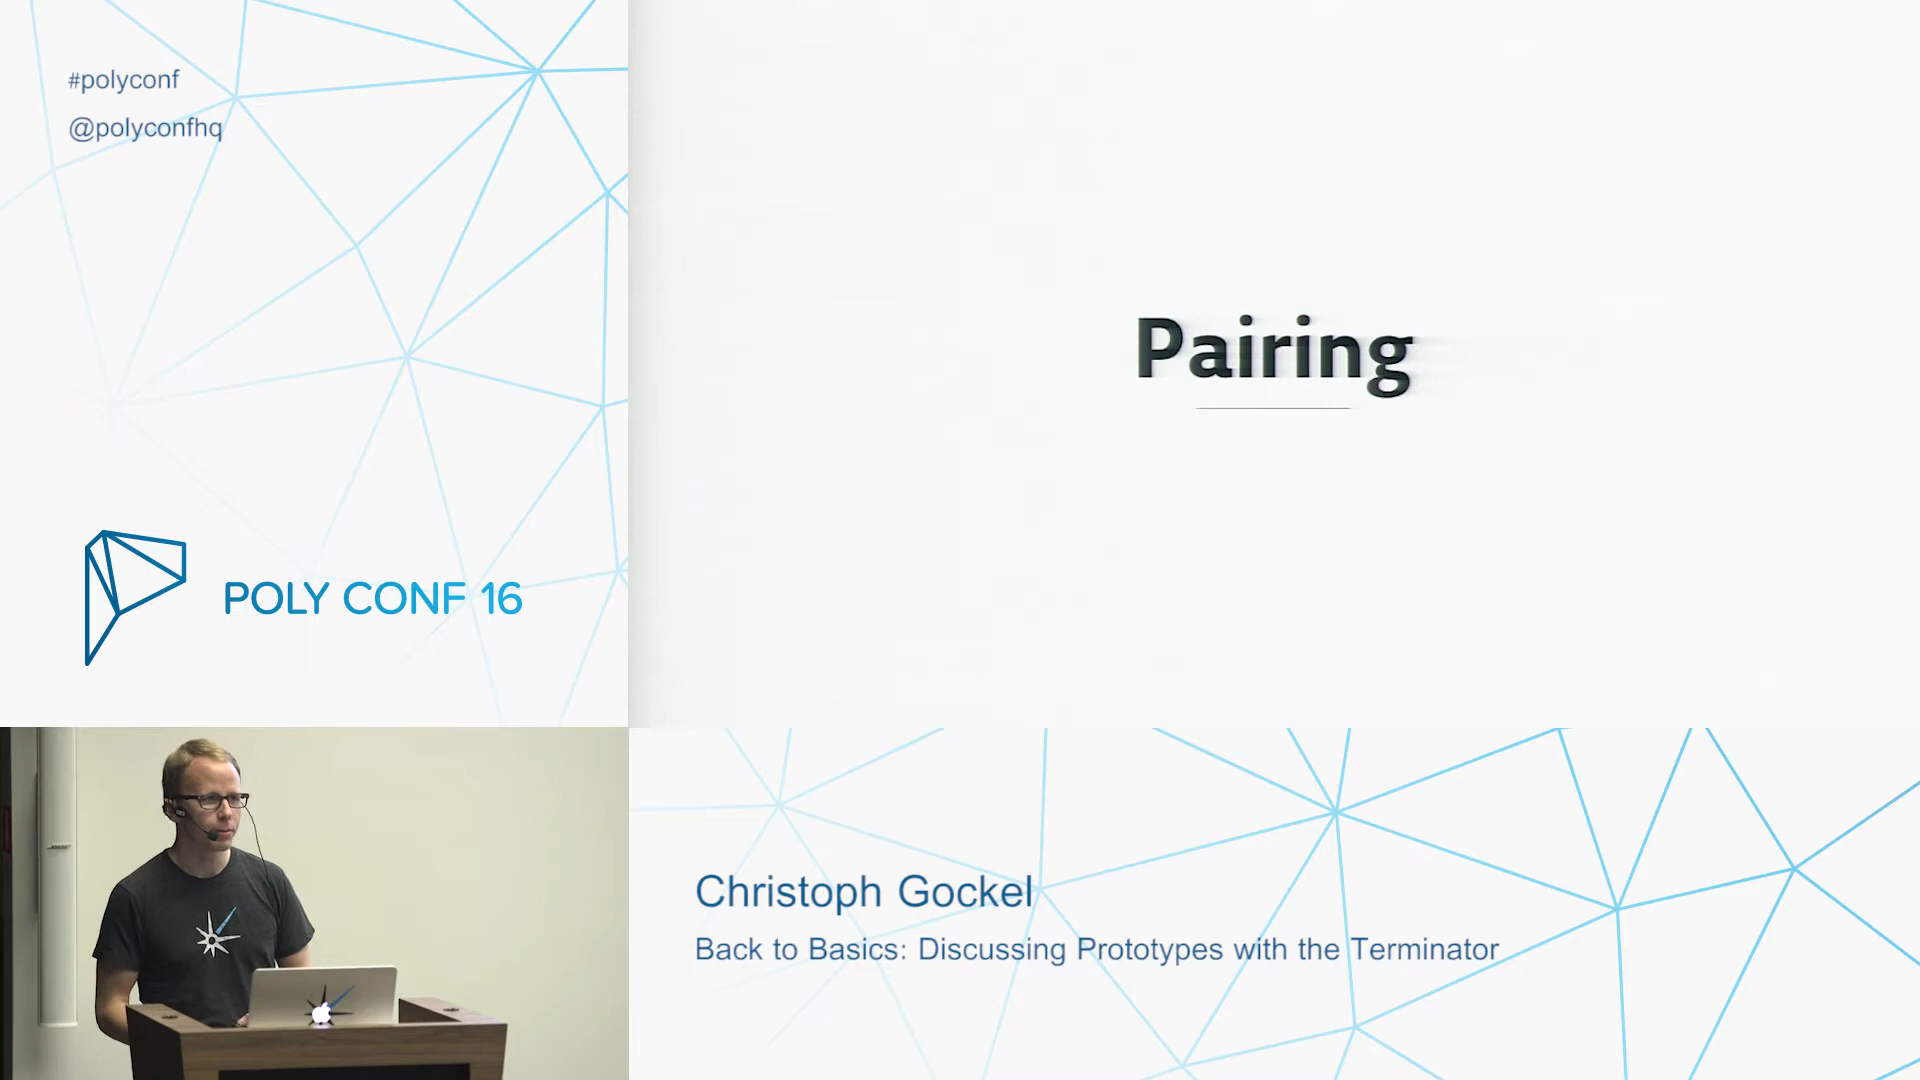 #polyconf
@polyconfhq
Pairing
POLY CONF 16
Christoph Gockel
Back to Basics: Discussing Prototypes with the Terminator